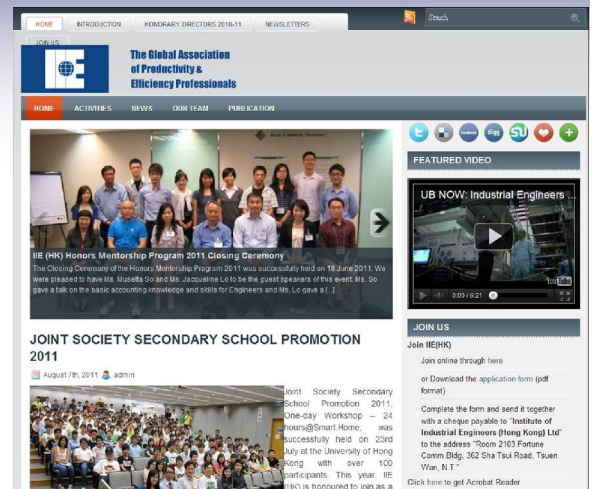 HOME
INTRODUCTION
HONORARY DIRECTORS 2010-11
NEWSLETTERS
Search
JOIN US
IIE
The Global Association
of Productivity &
Efficiency Professionals
HOME
ACTIVITIES
NEWS
OUR TEAM
PUBLICATION
IIE (HK) Honors Mentorship Program 2011 Closing Ceremony
The Closing Ceremony of the Honors Mentorship Program 2011 was successfully held on 18 June 2011. We
were pleased to have Ms. Musetta So and Ms. Jacqueline Lo to be the guest speakers of this event. Ms. So
gave a talk on the basic accounting knowledge and skills for Engineers and Ms. Lo gave a [...]
JOINT SOCIETY SECONDARY SCHOOL PROMOTION
2011
August 7th, 2011
admin
Joint Society Secondary
School Promotion 2011,
One-day Workshop – 24
hours@Smart Home, was
successfully held on 23rd
July at the University of Hong
Kong with over 100
participants. This year, IIE
(HK) is honoured to join as a
facebook
digg
FEATURED VIDEO
UB NOW: Industrial Engineers ...
YouTube
0:00 / 6:21
JOIN US
Join IIE(HK)
Join online through here
or Download the application form (pdf
format)
Complete the form and send it together
with a cheque payable to "Institute of
Industrial Engineers (Hong Kong) Ltd"
to the address "Room 2103 Fortune
Comm Bldg, 362 Sha Tsui Road, Tsuen
Wan, N.T."
Click here to get Acrobat Reader